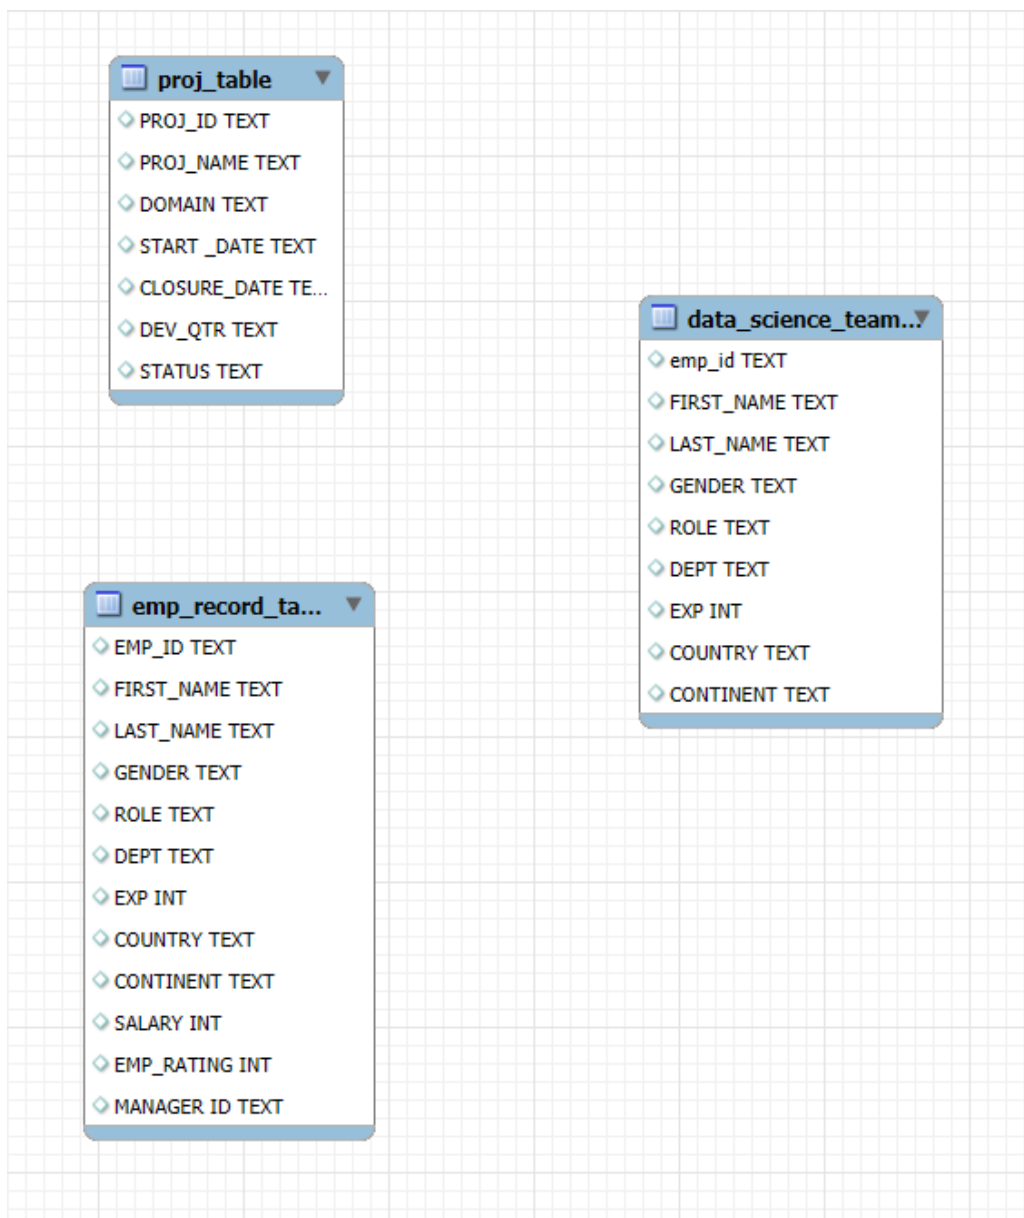 proj_table
PROJ_ID TEXT
PROJ_NAME TEXT
DOMAIN TEXT
START _DATE TEXT
CLOSURE_DATE TE...
DEV_QTR TEXT
STATUS TEXT
data_science_team...
emp_id TEXT
FIRST_NAME TEXT
LAST_NAME TEXT
GENDER TEXT
ROLE TEXT
DEPT TEXT
EXP INT
COUNTRY TEXT
CONTINENT TEXT
emp_record_ta...
EMP_ID TEXT
FIRST_NAME TEXT
LAST_NAME TEXT
GENDER TEXT
ROLE TEXT
DEPT TEXT
EXP INT
COUNTRY TEXT
CONTINENT TEXT
SALARY INT
EMP_RATING INT
MANAGER ID TEXT